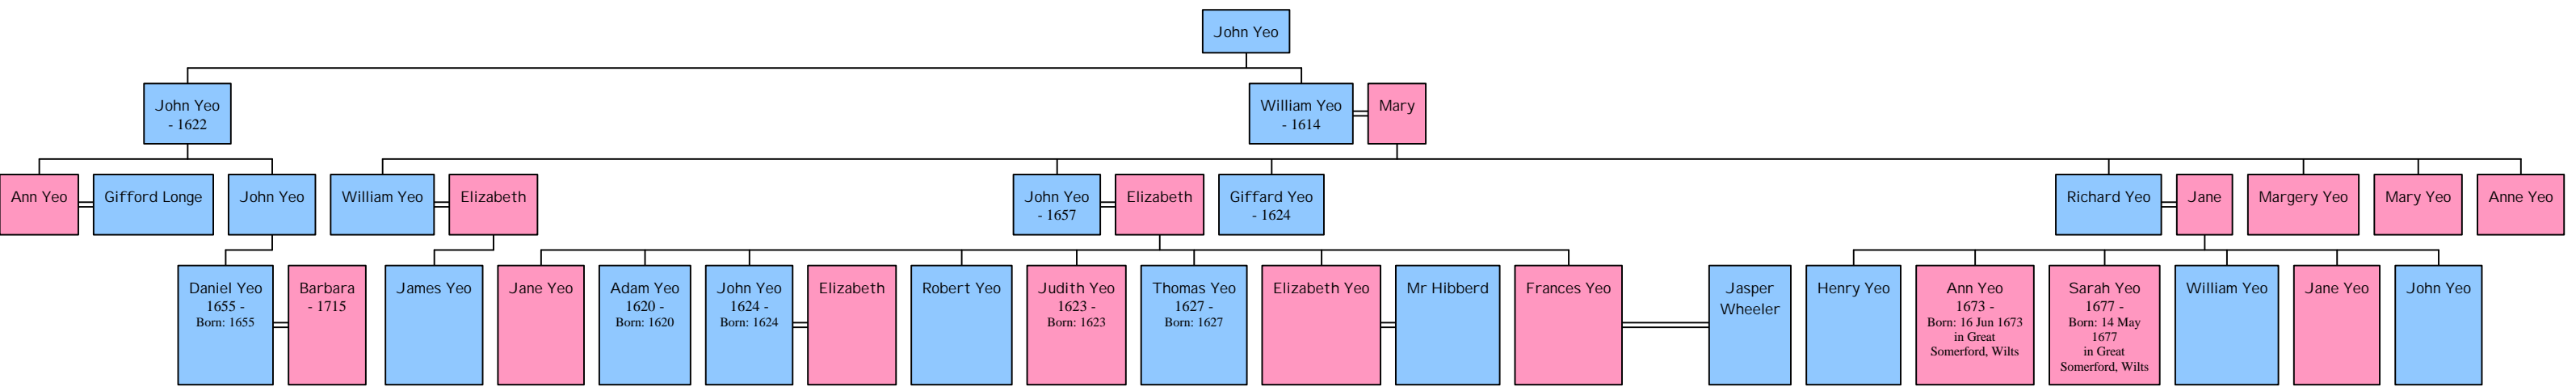 John Yeo
John Yeo
- 1622
William Yeo
- 1614
Mary
Ann Yeo
Gifford Longe
John Yeo
William Yeo
Elizabeth
John Yeo
- 1657
Elizabeth
Giffard Yeo
- 1624
Richard Yeo
Jane
Margery Yeo
Mary Yeo
Anne Yeo
Daniel Yeo
1655 -
Born: 1655
Barbara
- 1715
James Yeo
Jane Yeo
Adam Yeo
1620 -
Born: 1620
John Yeo
1624 -
Born: 1624
Elizabeth
Robert Yeo
Judith Yeo
1623 -
Born: 1623
Thomas Yeo
1627 -
Born: 1627
Elizabeth Yeo
Mr Hibberd
Frances Yeo
Jasper
Wheeler
Henry Yeo
Ann Yeo
1673 -
Born: 16 Jun 1673
in Great
Somerford, Wilts
Sarah Yeo
1677 -
Born: 14 May
1677
in Great
Somerford, Wilts
William Yeo
Jane Yeo
John Yeo